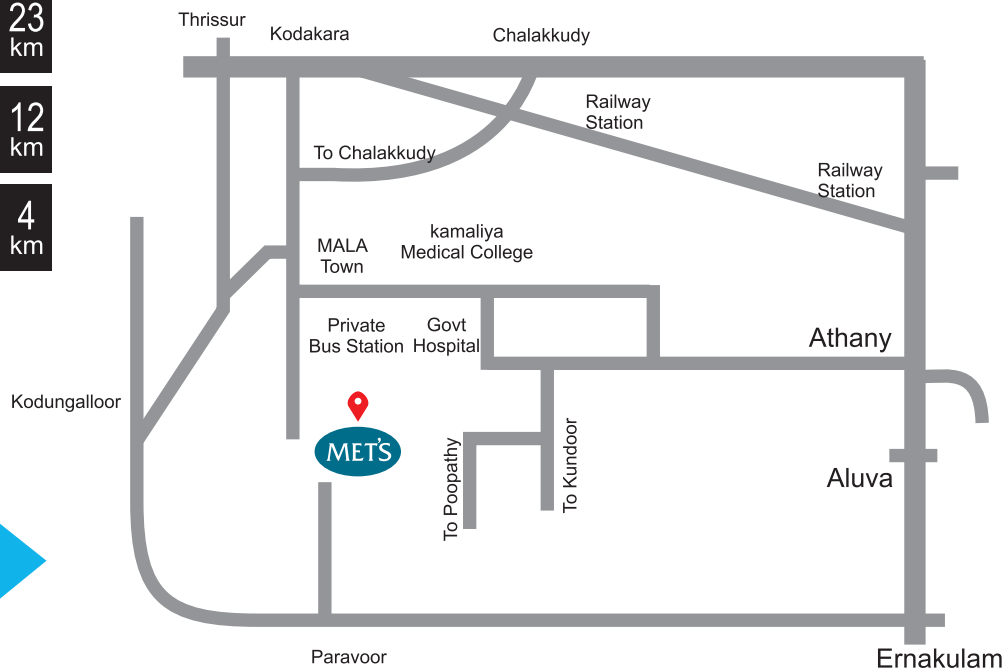 23
km
12
km
4
km
Thrissur
Kodakara
Chalakkudy
Railway
Station
To Chalakkudy
Railway
Station
MALA
Town
kamaliya
Medical College
Private
Bus Station
Govt
Hospital
Athany
Kodungalloor
MET'S
To Poopathy
To Kundoor
Aluva
Paravoor
Ernakulam